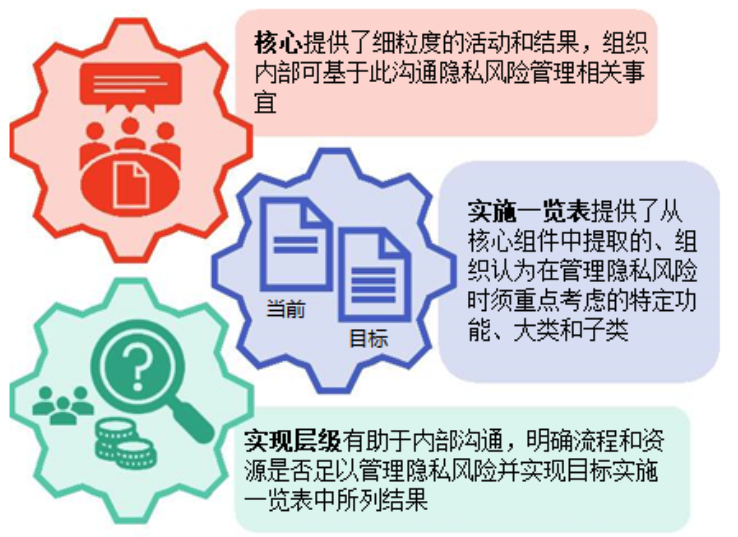 核心提供了细粒度的活动和结果，组织
内部可基于此沟通隐私风险管理相关事
宜
实施一览表提供了从
核心组件中提取的、组
织认为在管理隐私风险
时须重点考虑的特定功
能、大类和子类
当前
目标
实现层级有助于内部沟通，明确流程和资
源是否足以管理隐私风险并实现目标实施
一览表中所列结果